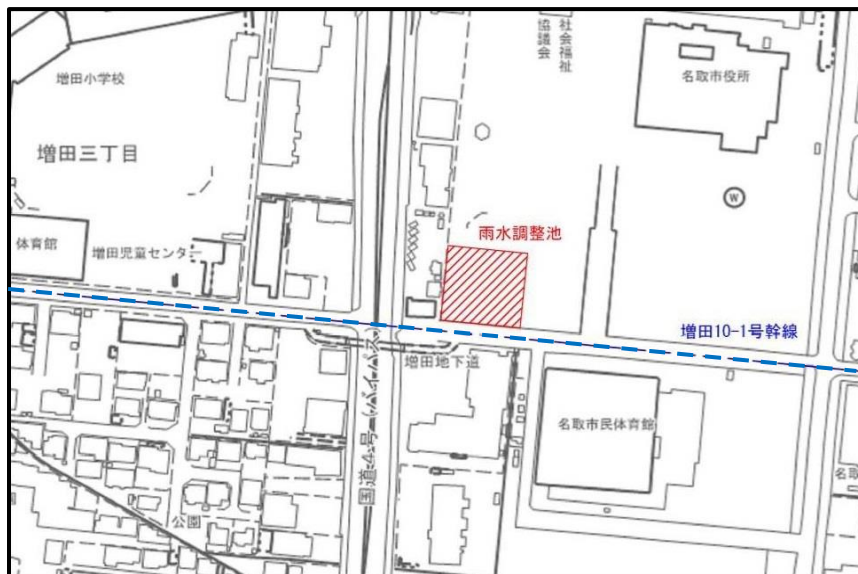 社会福祉
協議会
増田小学校
名取市役所
増田三丁目
W
雨水調整池
体育館
増田児童センター
増田10-1号幹線
増田地下道
国道4号(バイパス)
名取市民体育館
名取
公園